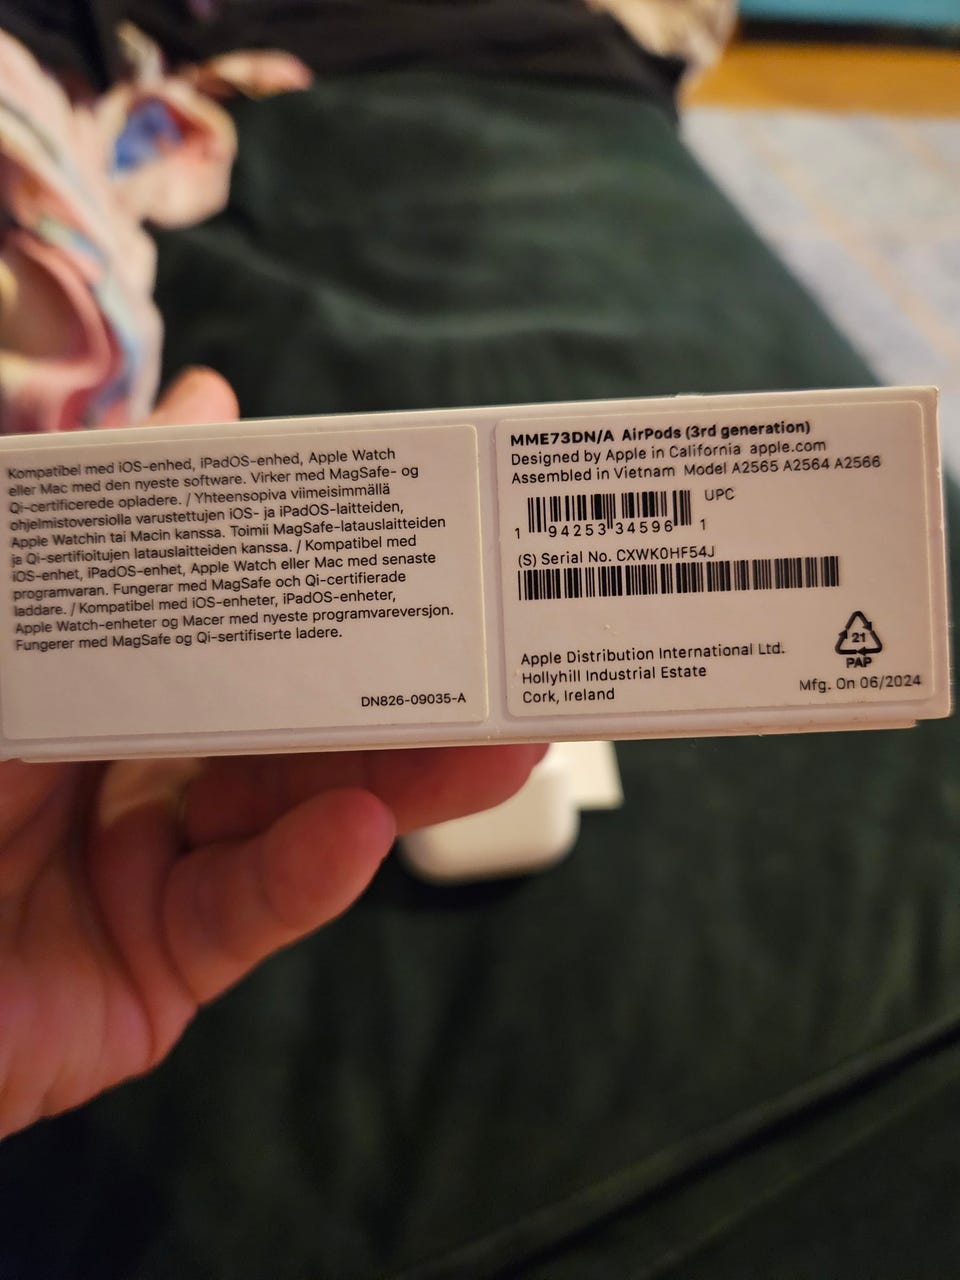 Kompatibel med iOS-enhed, iPadOS-enhed, Apple Watch
eller Mac med den nyeste software. Virker med MagSafe- og
Qi-certificerede opladere. / Yhteensopiva viimeisimmällä
ohjelmistoversiolla varustettujen iOS- ja iPadOS-laitteiden,
Apple Watchin tai Macin kanssa. Toimii MagSafe-latauslaitteiden
ja Qi-sertifioitujen latauslaitteiden kanssa. / Kompatibel med
iOS-enhet, iPadOS-enhet, Apple Watch eller Mac med senaste
programvaran. Fungerar med MagSafe och Qi-certifierade
laddare. / Kompatibel med iOS-enheter, iPadOS-enheter,
Apple Watch-enheter og Macer med nyeste programvareversjon.
Fungerer med MagSafe og Qi-sertifiserte ladere.
DN826-09035-A
MME73DN/A AirPods (3rd generation)
Designed by Apple in California apple.com
Assembled in Vietnam Model A2565 A2564 A2566
UPC
1 94253 34596 1
(S) Serial No. CXWK0HF54J
Apple Distribution International Ltd.
Hollyhill Industrial Estate
Cork, Ireland
21
PAP
Mfg. On 06/2024